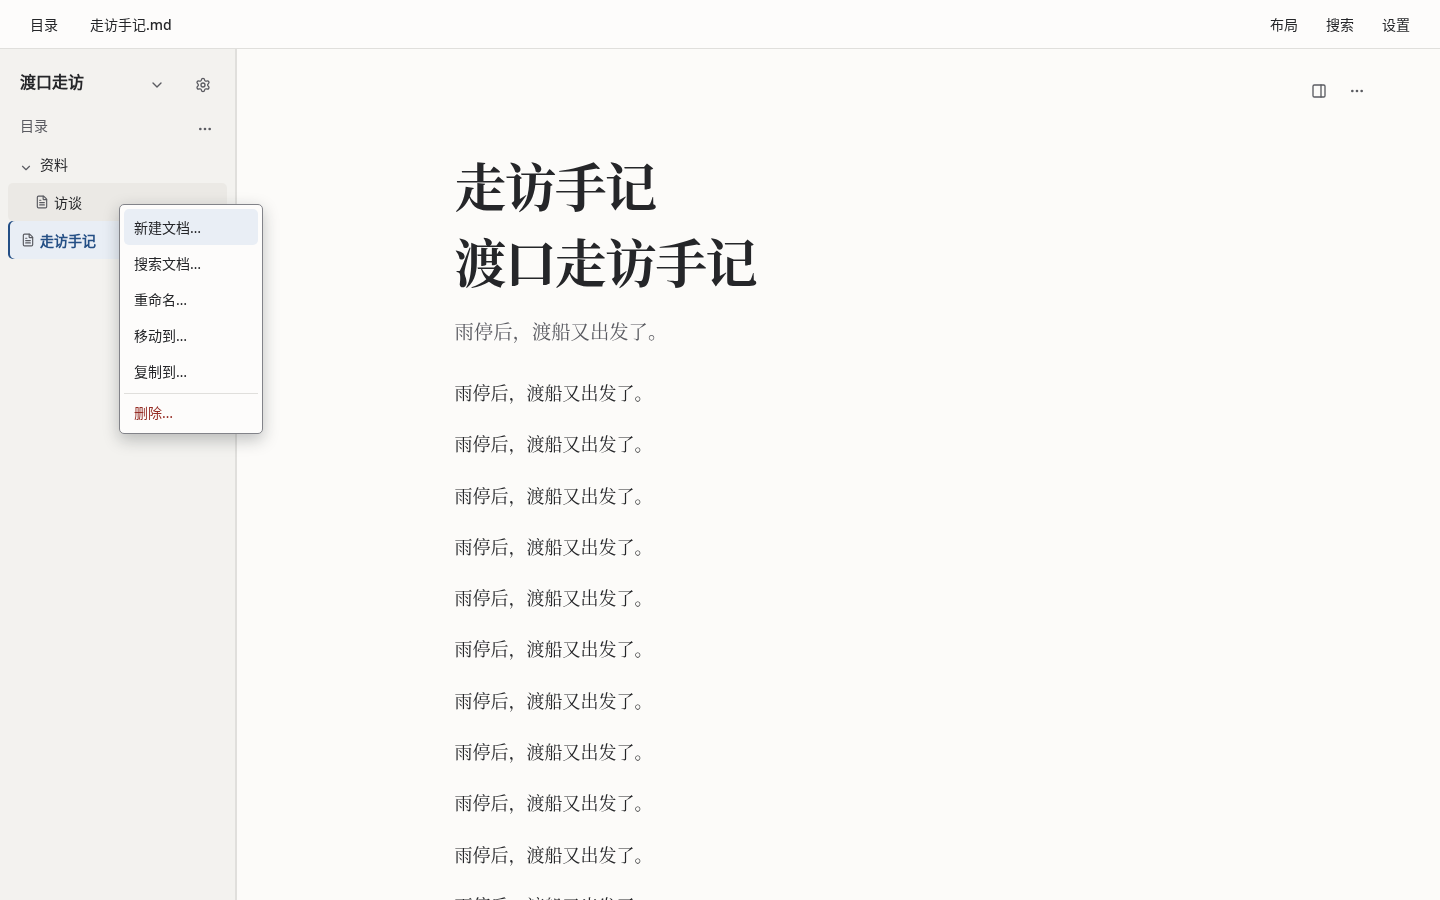 目录
走访手记.md
布局
搜索
设置
渡口走访
目录
资料
访谈
走访手记
新建文档...
搜索文档...
重命名...
移动到...
复制到...
删除...
走访手记
渡口走访手记
雨停后，渡船又出发了。
雨停后，渡船又出发了。
雨停后，渡船又出发了。
雨停后，渡船又出发了。
雨停后，渡船又出发了。
雨停后，渡船又出发了。
雨停后，渡船又出发了。
雨停后，渡船又出发了。
雨停后，渡船又出发了。
雨停后，渡船又出发了。
雨停后，渡船又出发了。